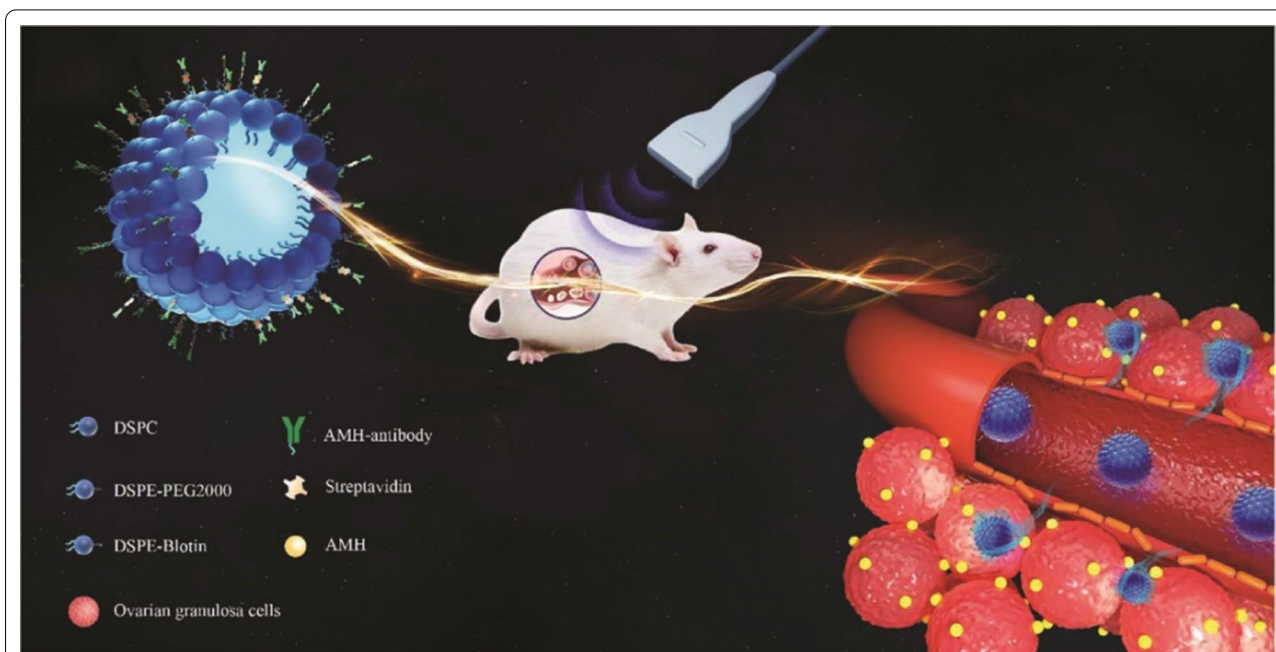 DSPC
DSPE-PEG2000
DSPE-Blotin
Ovarian granulosa cells
AMH-antibody
Streptavidin
AMH